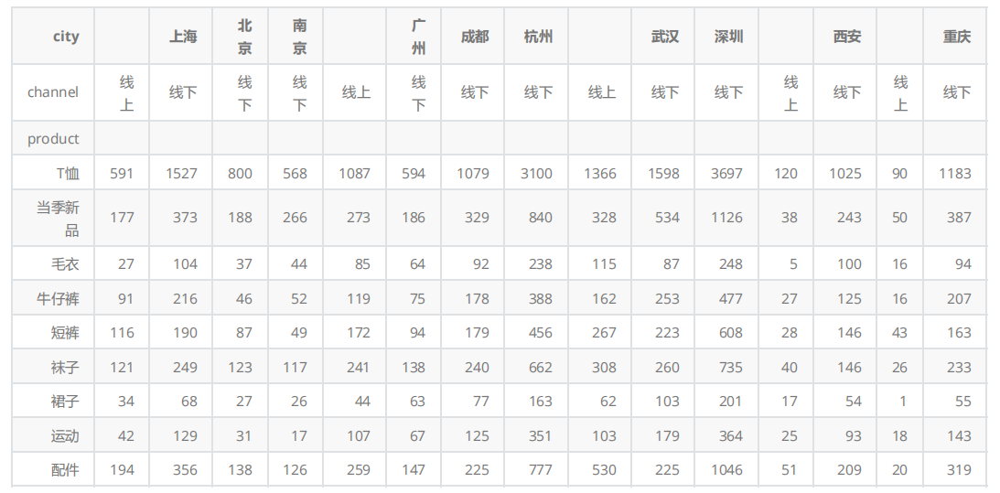 city 上海 北京 南京 广州 成都 杭州 武汉 深圳 西安 重庆
channel 线上 线下 线下 线下 线上 线下 线下 线下 线上 线下 线下 线上 线下 线上 线下
product
T恤 591 1527 800 568 1087 594 1079 3100 1366 1598 3697 120 1025 90 1183
当季新品 177 373 188 266 273 186 329 840 328 534 1126 38 243 50 387
毛衣 27 104 37 44 85 64 92 238 115 87 248 5 100 16 94
牛仔裤 91 216 46 52 119 75 178 388 162 253 477 27 125 16 207
短裤 116 190 87 49 172 94 179 456 267 223 608 28 146 43 163
袜子 121 249 123 117 241 138 240 662 308 260 735 40 146 26 233
裙子 34 68 27 26 44 63 77 163 62 103 201 17 54 1 55
运动 42 129 31 17 107 67 125 351 103 179 364 25 93 18 143
配件 194 356 138 126 259 147 225 777 530 225 1046 51 209 20 319